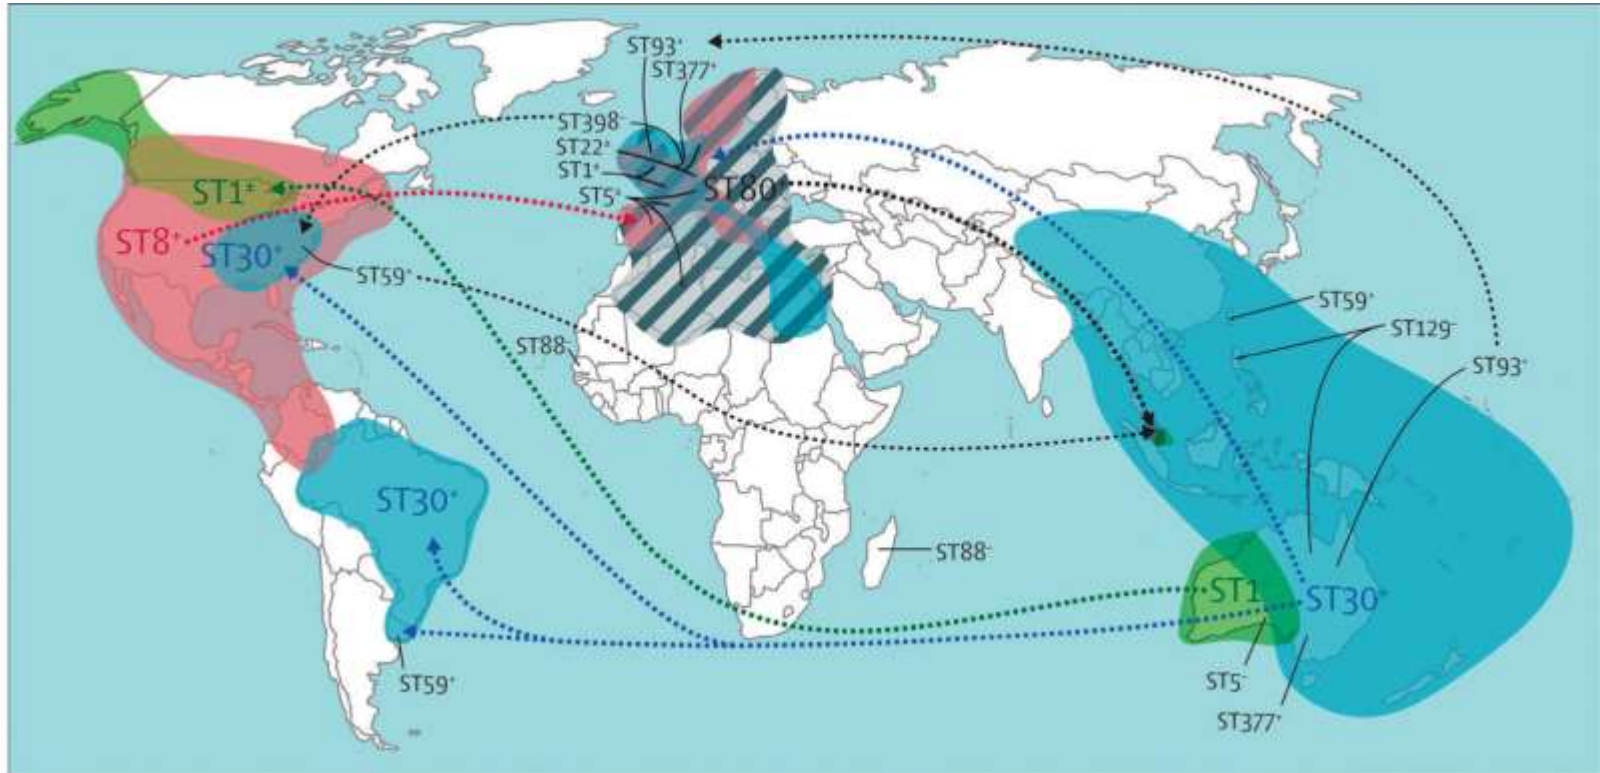 ST93⁺
ST377⁺
ST398⁻
ST22⁺
ST1⁺
ST5⁺
ST80⁺
ST1⁺
ST8⁺
ST30⁺
ST59⁺
ST88⁻
ST59⁺
ST129⁻
ST93⁺
ST30⁺
ST88⁻
ST1
ST30⁺
ST59⁺
ST5⁻
ST377⁺